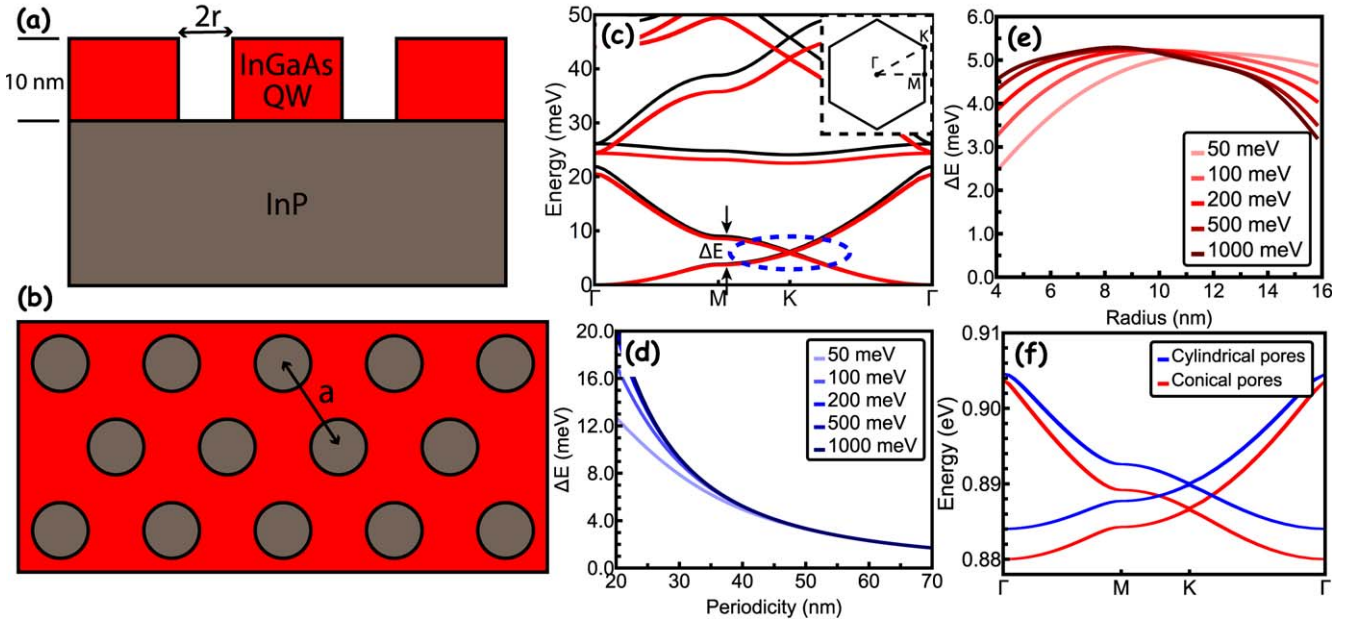 (a)
2r
10 nm
InGaAs
QW
InP
(b)
a
(c)
50
40
30
20
10
0
Energy (meV)
ΔE
Γ
M
K
Γ
K
Γ
M
(d)
20.0
16.0
12.0
8.0
4.0
0.0
ΔE (meV)
50 meV
100 meV
200 meV
500 meV
1000 meV
20
30
40
50
60
70
Periodicity (nm)
(e)
6.0
5.0
4.0
3.0
2.0
1.0
0.0
ΔE (meV)
50 meV
100 meV
200 meV
500 meV
1000 meV
4
6
8
10
12
14
16
Radius (nm)
(f)
0.91
0.90
0.89
0.88
Energy (eV)
Cylindrical pores
Conical pores
Γ
M
K
Γ